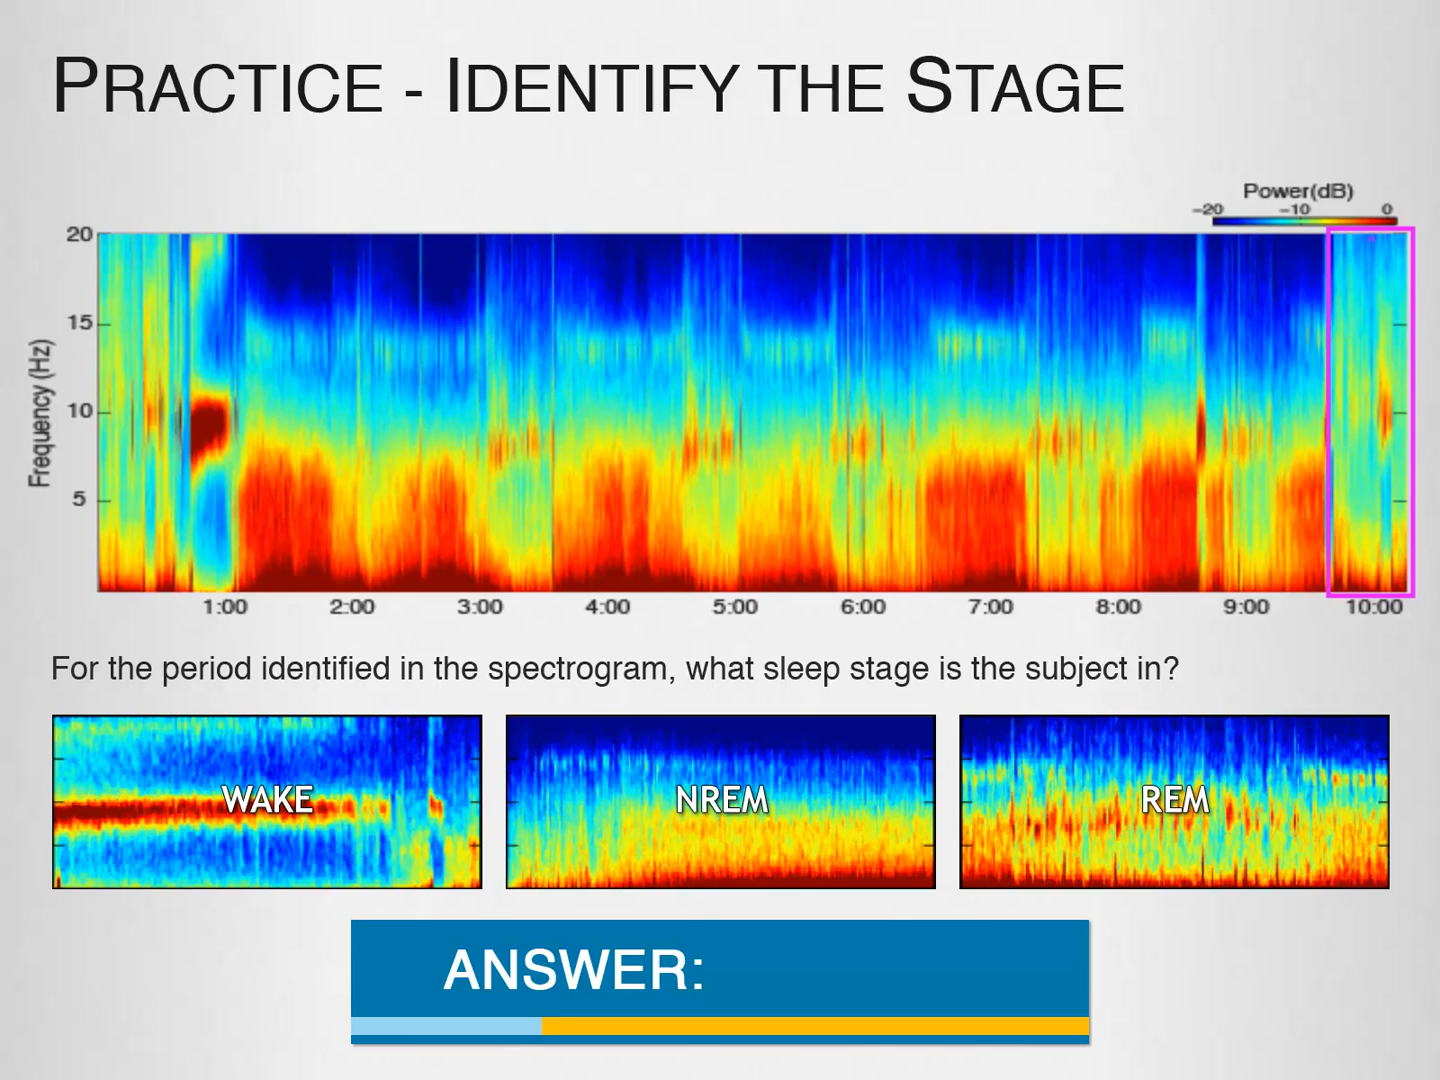 PRACTICE - IDENTIFY THE STAGE
Power(dB)
−20 −10 0
20
15
10
5
Frequency (Hz)
1:00 2:00 3:00 4:00 5:00 6:00 7:00 8:00 9:00 10:00
For the period identified in the spectrogram, what sleep stage is the subject in?
WAKE NREM REM
ANSWER: